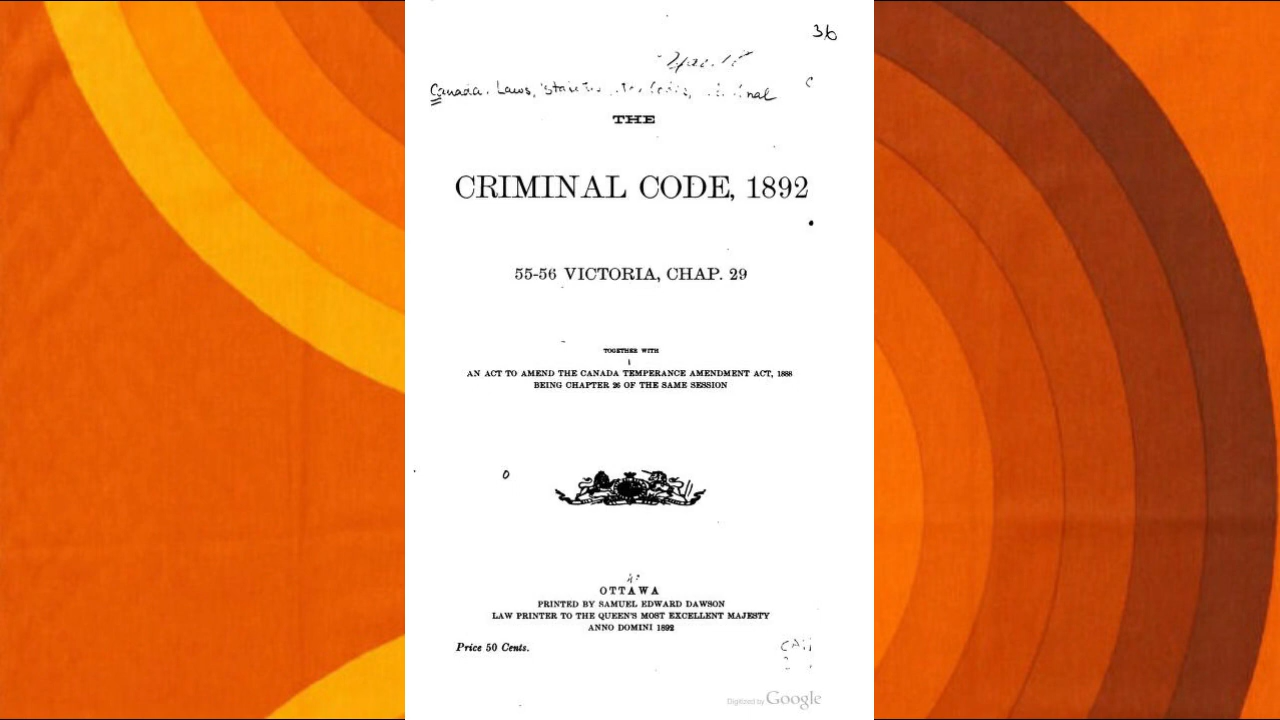 36
Canada. Laws,
THE
CRIMINAL CODE, 1892
55-56 VICTORIA, CHAP. 29
TOGETHER WITH
AN ACT TO AMEND THE CANADA TEMPERANCE AMENDMENT ACT, 1888
BEING CHAPTER 26 OF THE SAME SESSION
OTTAWA
PRINTED BY SAMUEL EDWARD DAWSON
LAW PRINTER TO THE QUEEN'S MOST EXCELLENT MAJESTY
ANNO DOMINI 1892
Price 50 Cents.
Digitized by Google